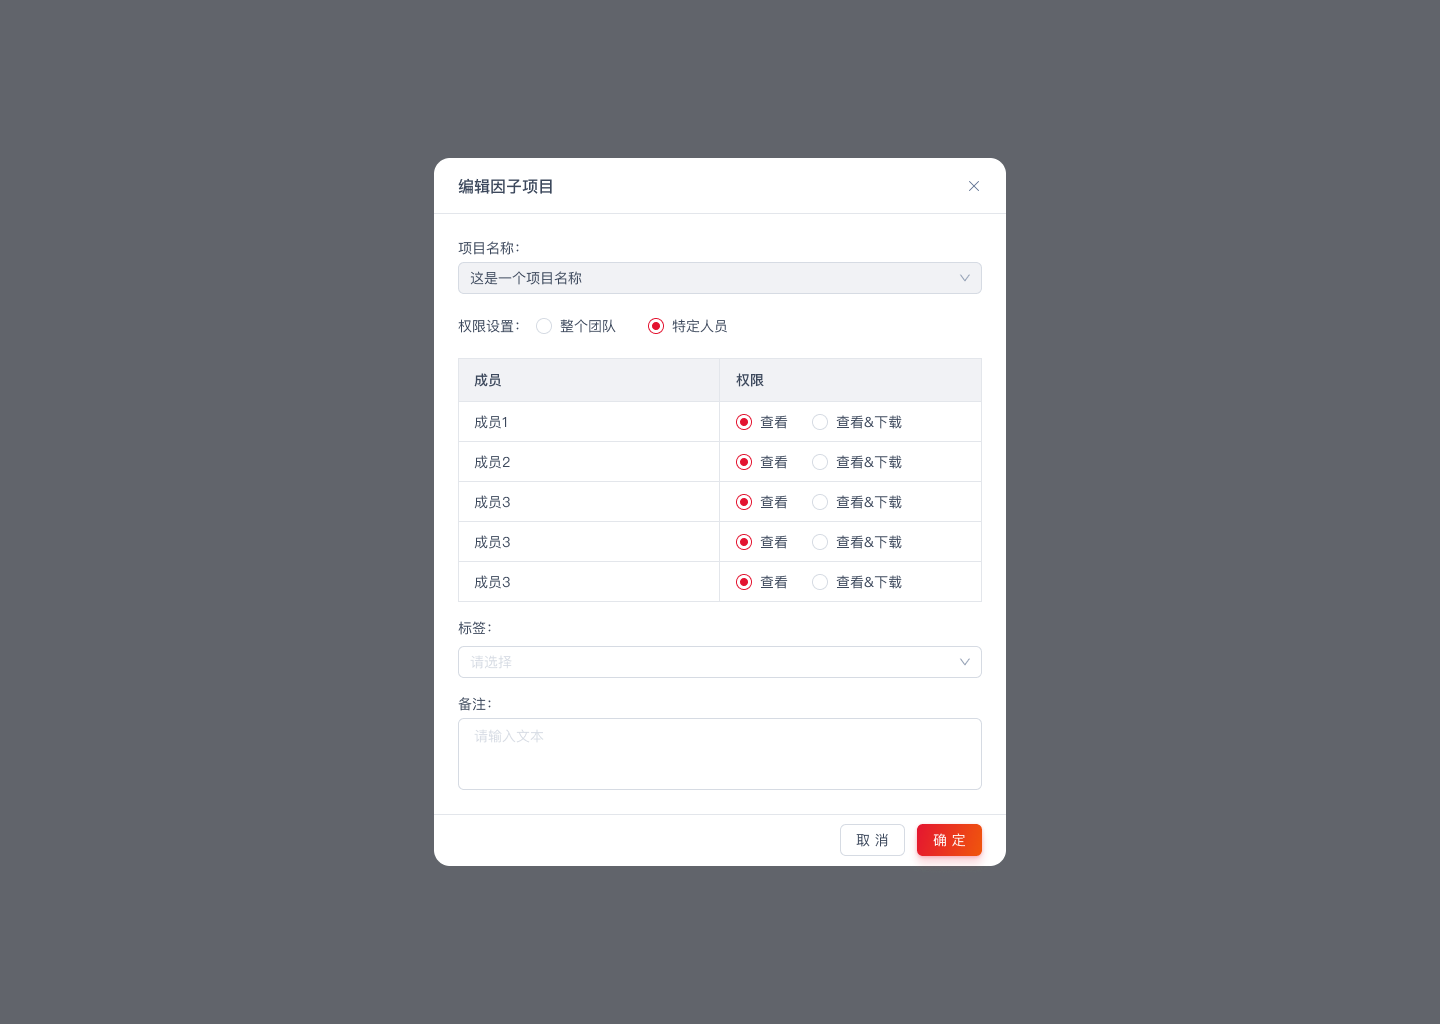 编辑因子项目
项目名称：
这是一个项目名称
权限设置： 整个团队 特定人员
成员 权限
成员1 查看 查看&下载
成员2 查看 查看&下载
成员3 查看 查看&下载
成员3 查看 查看&下载
成员3 查看 查看&下载
标签：
请选择
备注：
请输入文本
取 消 确 定